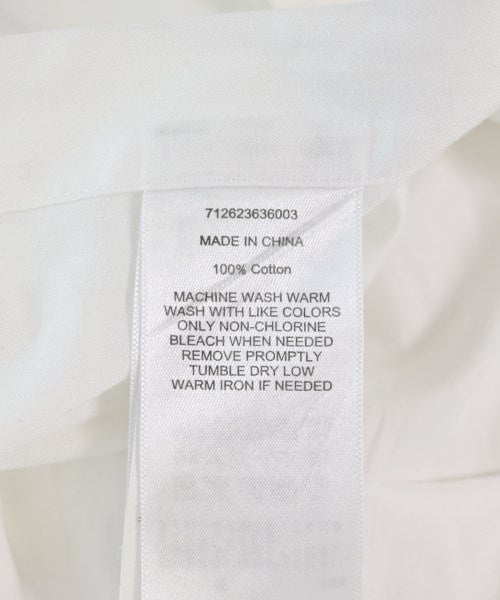 712623636003
MADE IN CHINA
100% Cotton
MACHINE WASH WARM
WASH WITH LIKE COLORS
ONLY NON-CHLORINE
BLEACH WHEN NEEDED
REMOVE PROMPTLY
TUMBLE DRY LOW
WARM IRON IF NEEDED